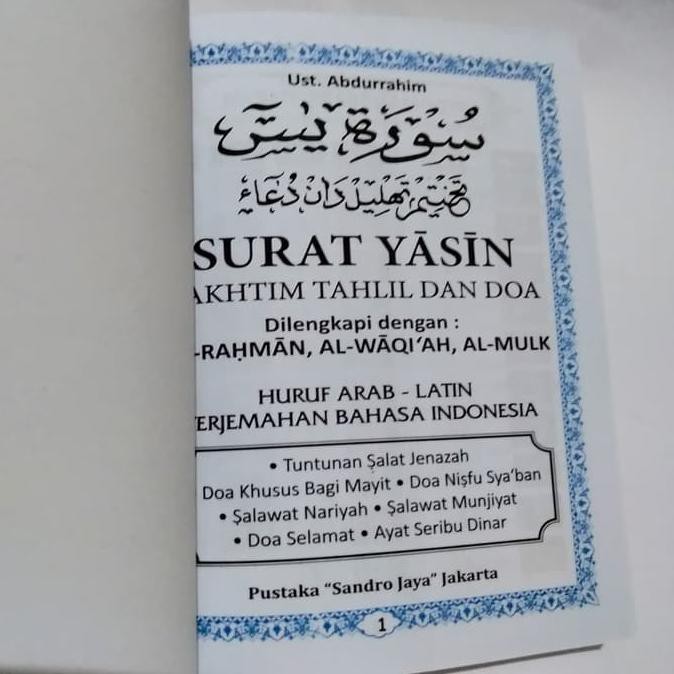 Ust. Abdurrahim
سُوْرَة يٰسٓ
تَخْتِمْ تَهْلِيْلْ دَانْ دُعَاءْ
SURAT YĀSĪN
AKHTIM TAHLIL DAN DOA
Dilengkapi dengan :
-RAḤMĀN, AL-WĀQI‘AH, AL-MULK
HURUF ARAB - LATIN
ERJEMAHAN BAHASA INDONESIA
• Tuntunan Ṣalat Jenazah
Doa Khusus Bagi Mayit • Doa Niṣfu Sya‘ban
• Ṣalawat Nariyah • Ṣalawat Munjiyat
• Doa Selamat • Ayat Seribu Dinar
Pustaka “Sandro Jaya” Jakarta
1